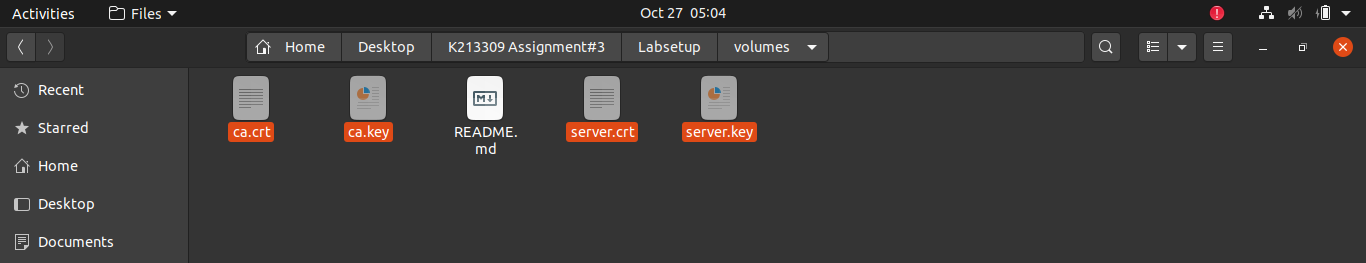 Activities Files Oct 27 05:04
Home Desktop K213309 Assignment#3 Labsetup volumes
Recent
Starred
Home
Desktop
Documents
ca.crt ca.key README. server.crt server.key
md